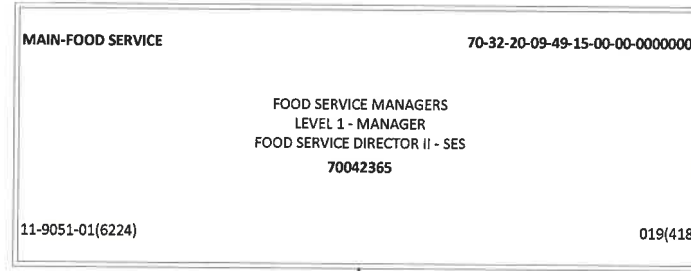 MAIN-FOOD SERVICE
70-32-20-09-49-15-00-00-0000000
FOOD SERVICE MANAGERS
LEVEL 1 - MANAGER
FOOD SERVICE DIRECTOR II - SES
70042365
11-9051-01(6224)
019(418